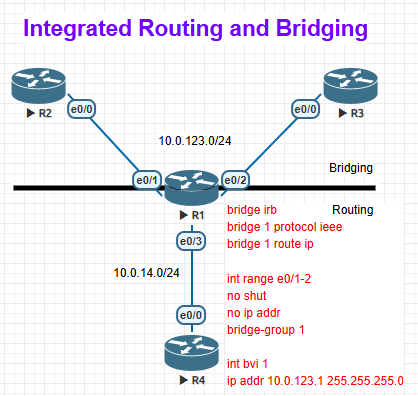 Integrated Routing and Bridging
R2
e0/0
e0/0
R3
10.0.123.0/24
Bridging
e0/1
e0/2
R1
Routing
bridge irb
bridge 1 protocol ieee
bridge 1 route ip
e0/3
10.0.14.0/24
int range e0/1-2
no shut
no ip addr
bridge-group 1
e0/0
R4
int bvi 1
ip addr 10.0.123.1 255.255.255.0